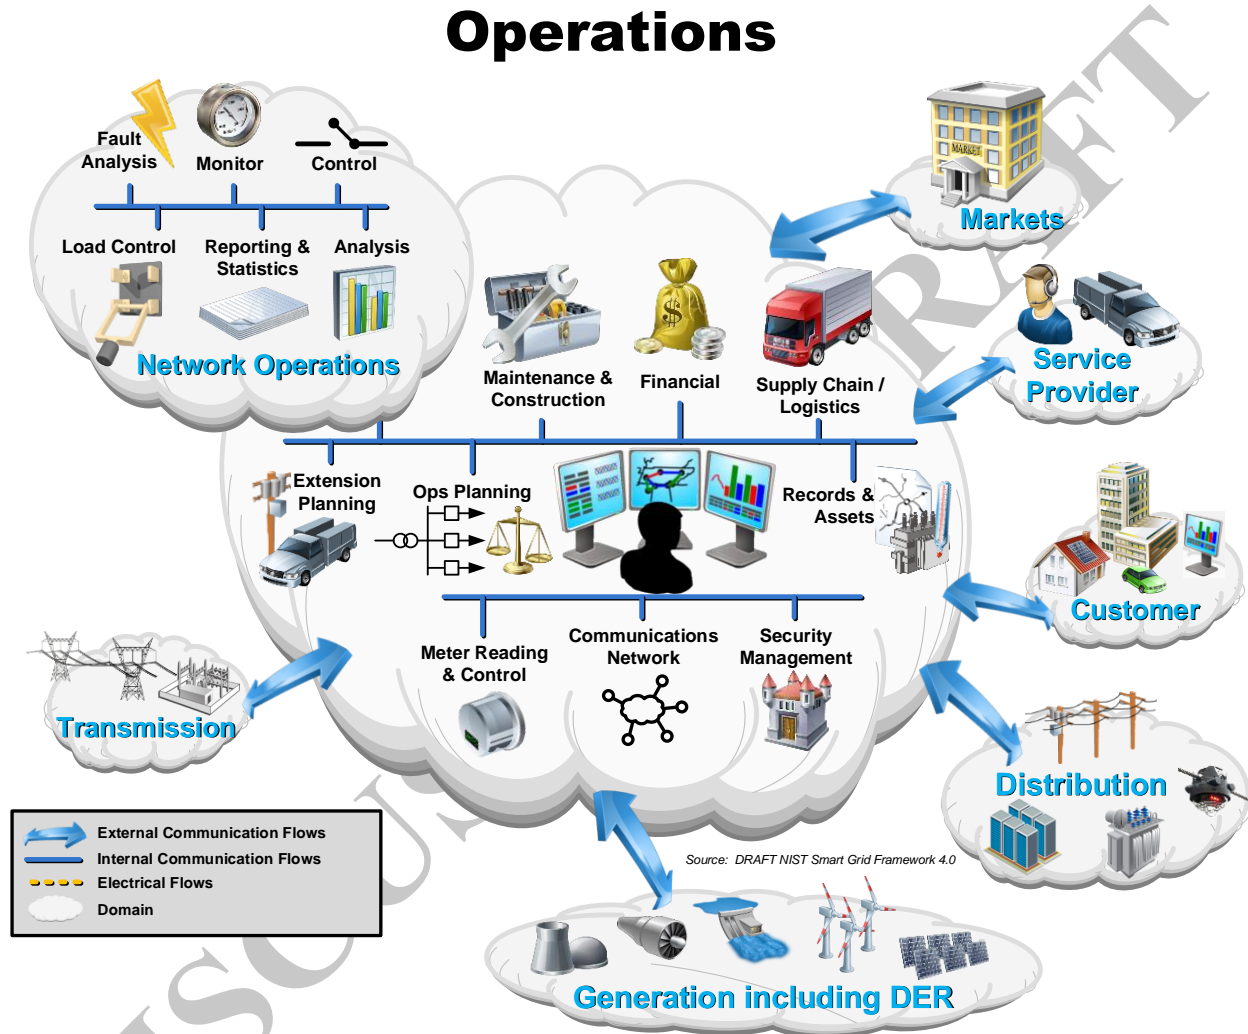 Operations
Fault
Analysis
Monitor
Control
Load Control
Reporting &
Statistics
Analysis
Network Operations
MARKET
Markets
Service
Provider
Maintenance &
Construction
Financial
$
Supply Chain /
Logistics
Extension
Planning
Ops Planning
Records &
Assets
Customer
Meter Reading
& Control
Communications
Network
Security
Management
Transmission
Distribution
External Communication Flows
Internal Communication Flows
Electrical Flows
Domain
Source: DRAFT NIST Smart Grid Framework 4.0
Generation including DER